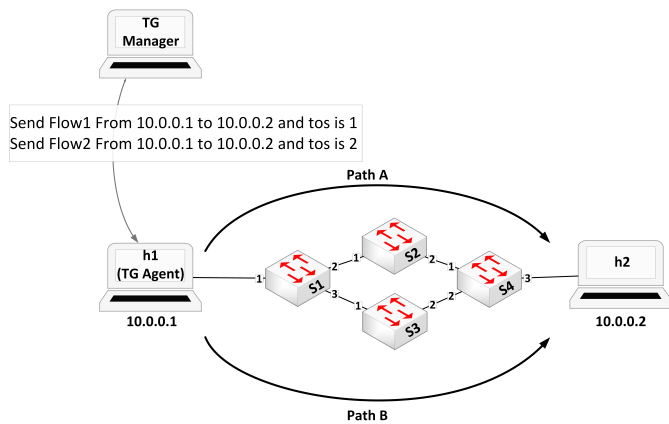 TG
Manager
Send Flow1 From 10.0.0.1 to 10.0.0.2 and tos is 1
Send Flow2 From 10.0.0.1 to 10.0.0.2 and tos is 2
Path A
h1
(TG Agent)
10.0.0.1
1
S1
2
3
1
S2
2
1
S3
2
1
2
S4
3
h2
10.0.0.2
Path B